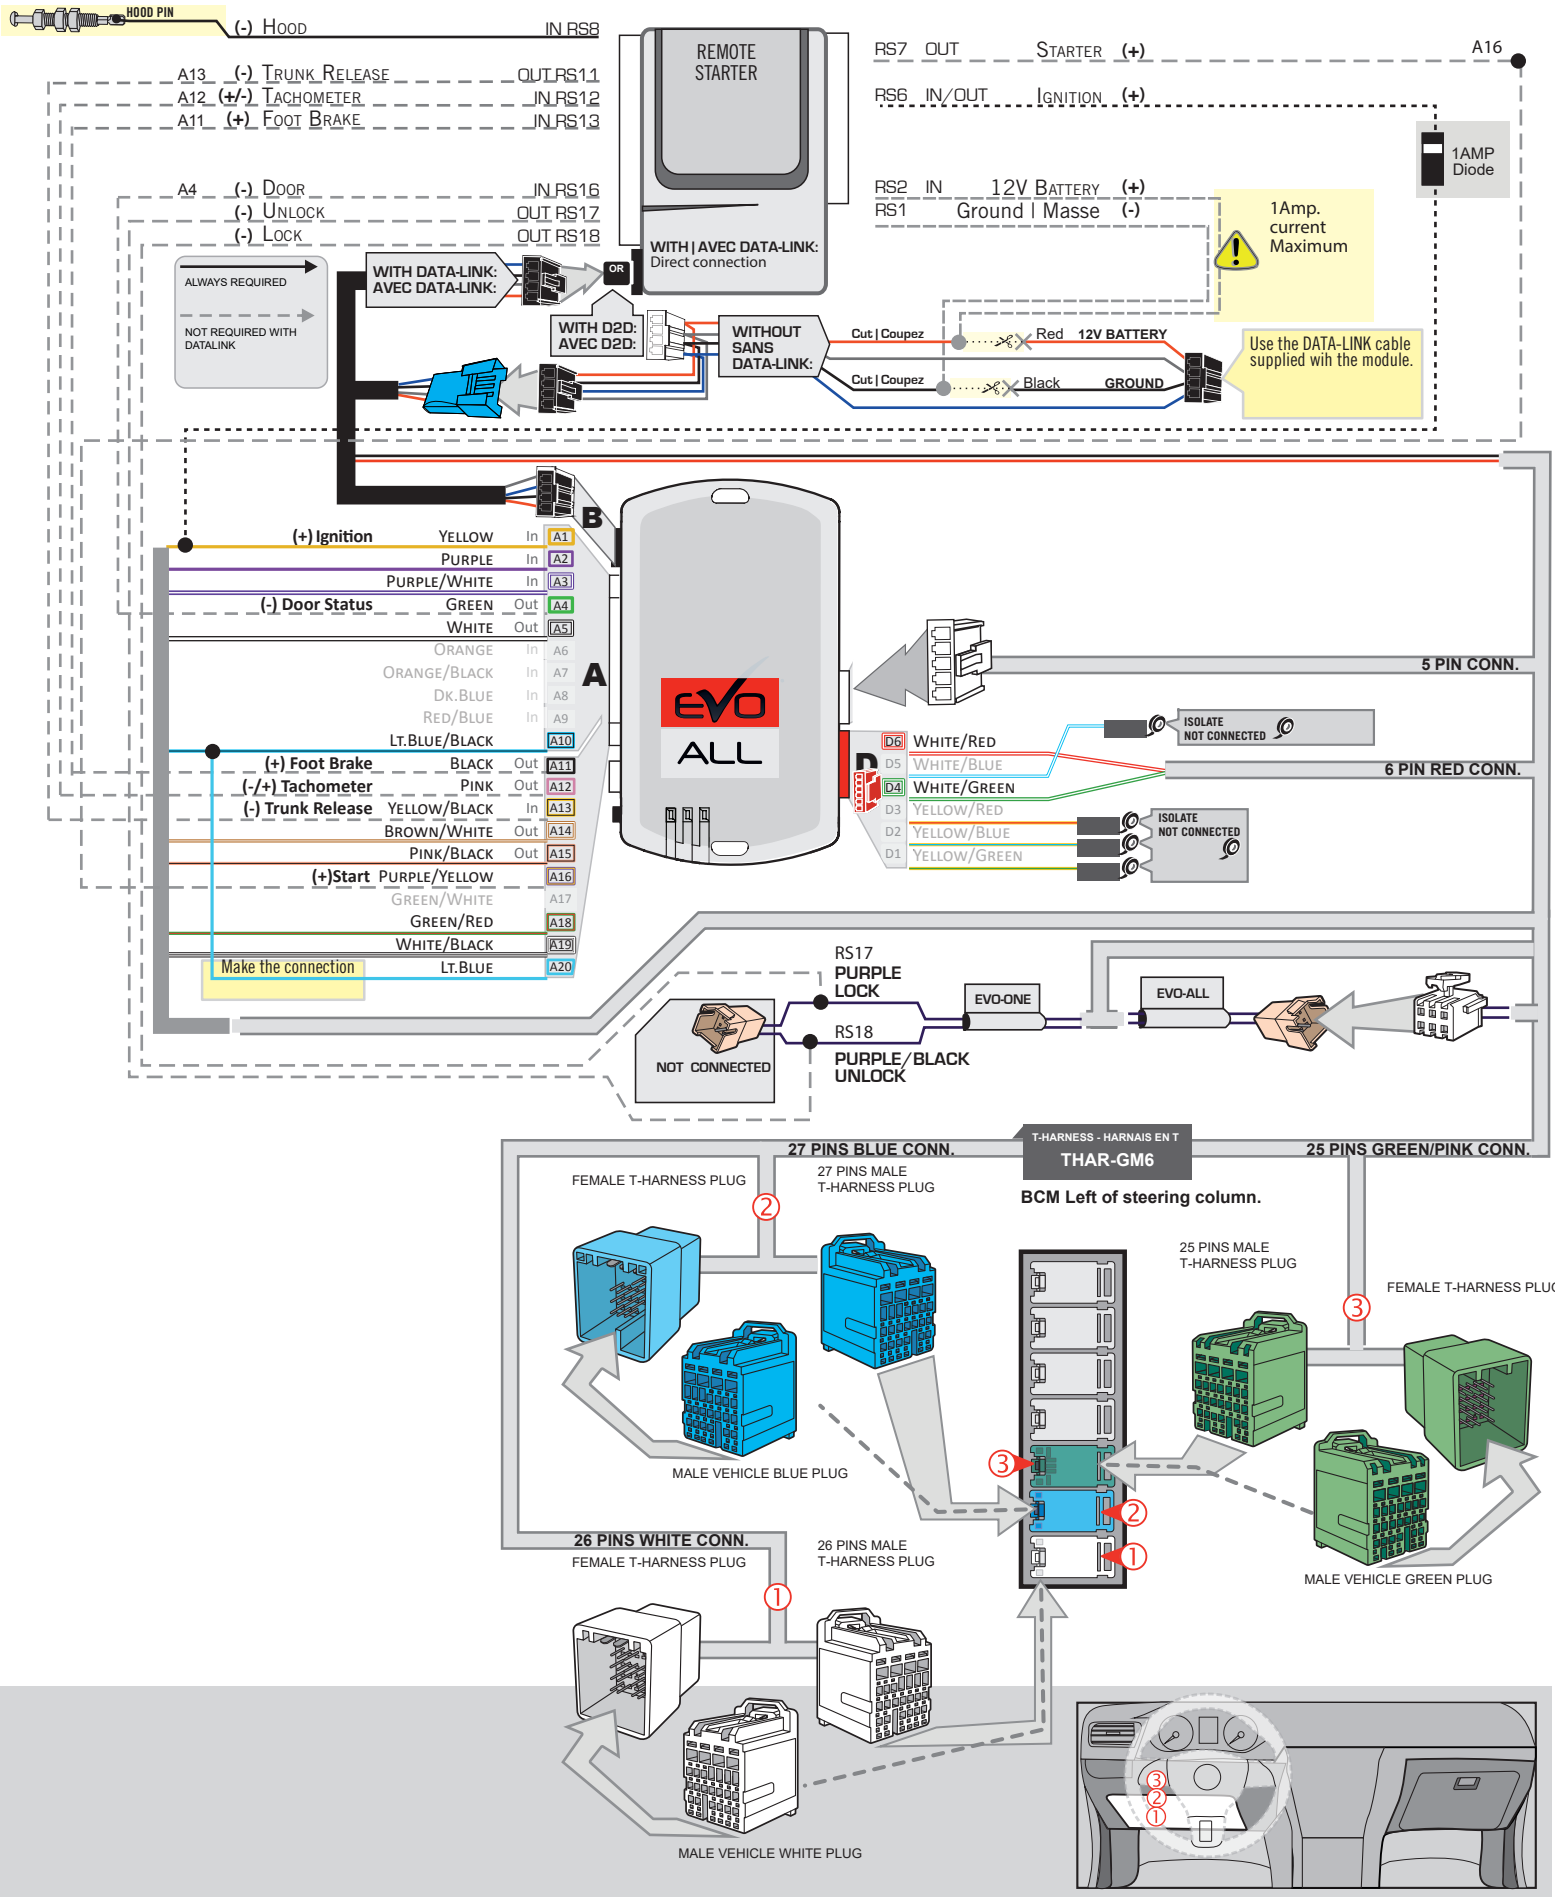 HOOD PIN
(-) HOOD IN RS8
A13 (-) TRUNK RELEASE OUT RS11
A12 (+/-) TACHOMETER IN RS12
A11 (+) FOOT BRAKE IN RS13
A4 (-) DOOR IN RS16
(-) UNLOCK OUT RS17
(-) LOCK OUT RS18
REMOTE
STARTER
WITH | AVEC DATA-LINK:
Direct connection
RS7 OUT STARTER (+) A16
RS6 IN/OUT IGNITION (+)
1AMP
Diode
RS2 IN 12V BATTERY (+)
RS1 Ground | Masse (-)
1Amp.
current
Maximum
ALWAYS REQUIRED
NOT REQUIRED WITH
DATALINK
WITH DATA-LINK:
AVEC DATA-LINK:
OR
WITH D2D:
AVEC D2D:
WITHOUT
SANS
DATA-LINK:
Cut | Coupez Red 12V BATTERY
Cut | Coupez Black GROUND
Use the DATA-LINK cable
supplied wih the module.
B
(+) Ignition YELLOW In A1
PURPLE In A2
PURPLE/WHITE In A3
(-) Door Status GREEN Out A4
WHITE Out A5
ORANGE In A6
ORANGE/BLACK In A7
DK.BLUE In A8
RED/BLUE In A9
LT.BLUE/BLACK A10
(+) Foot Brake BLACK Out A11
(-/+) Tachometer PINK Out A12
(-) Trunk Release YELLOW/BLACK In A13
BROWN/WHITE Out A14
PINK/BLACK Out A15
(+)Start PURPLE/YELLOW A16
GREEN/WHITE A17
GREEN/RED A18
WHITE/BLACK A19
Make the connection LT.BLUE A20
A
EVO
ALL
5 PIN CONN.
D
D6 WHITE/RED
D5 WHITE/BLUE
D4 WHITE/GREEN
D3 YELLOW/RED
D2 YELLOW/BLUE
D1 YELLOW/GREEN
ISOLATE
NOT CONNECTED
6 PIN RED CONN.
ISOLATE
NOT CONNECTED
RS17
PURPLE
LOCK
RS18
PURPLE/BLACK
UNLOCK
NOT CONNECTED
EVO-ONE
EVO-ALL
T-HARNESS - HARNAIS EN T
THAR-GM6
27 PINS BLUE CONN.
25 PINS GREEN/PINK CONN.
BCM Left of steering column.
FEMALE T-HARNESS PLUG
2
27 PINS MALE
T-HARNESS PLUG
25 PINS MALE
T-HARNESS PLUG
3
FEMALE T-HARNESS PLUG
MALE VEHICLE BLUE PLUG
3
2
1
MALE VEHICLE GREEN PLUG
26 PINS WHITE CONN.
FEMALE T-HARNESS PLUG
1
26 PINS MALE
T-HARNESS PLUG
MALE VEHICLE WHITE PLUG
3
2
1